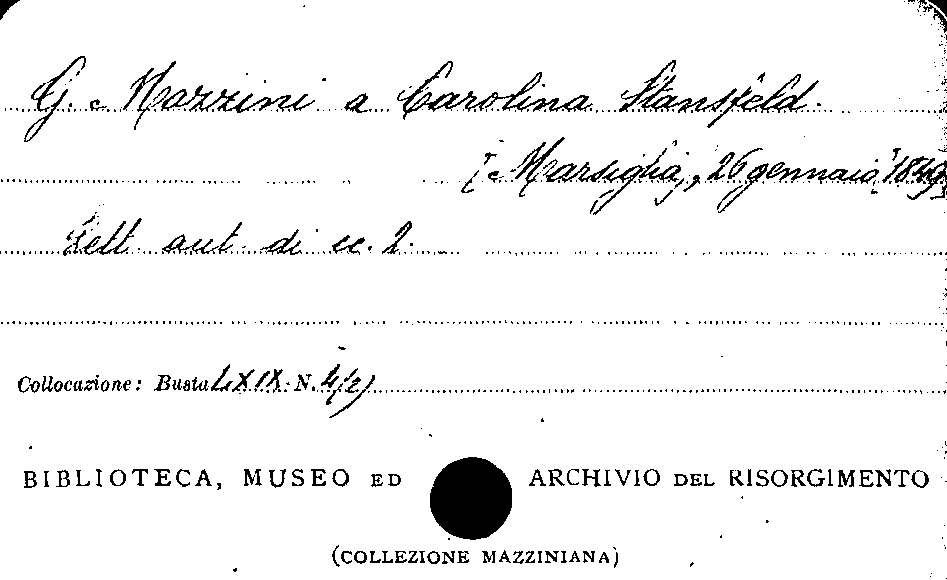 G. Mazzini a Carolina Stansfeld.
[Marsiglia], 26 gennaio [1849]
Lett. aut. di cc. 2.
Collocazione: Busta LXIX N. 4(2)
BIBLIOTECA, MUSEO ED ARCHIVIO DEL RISORGIMENTO
(COLLEZIONE MAZZINIANA)